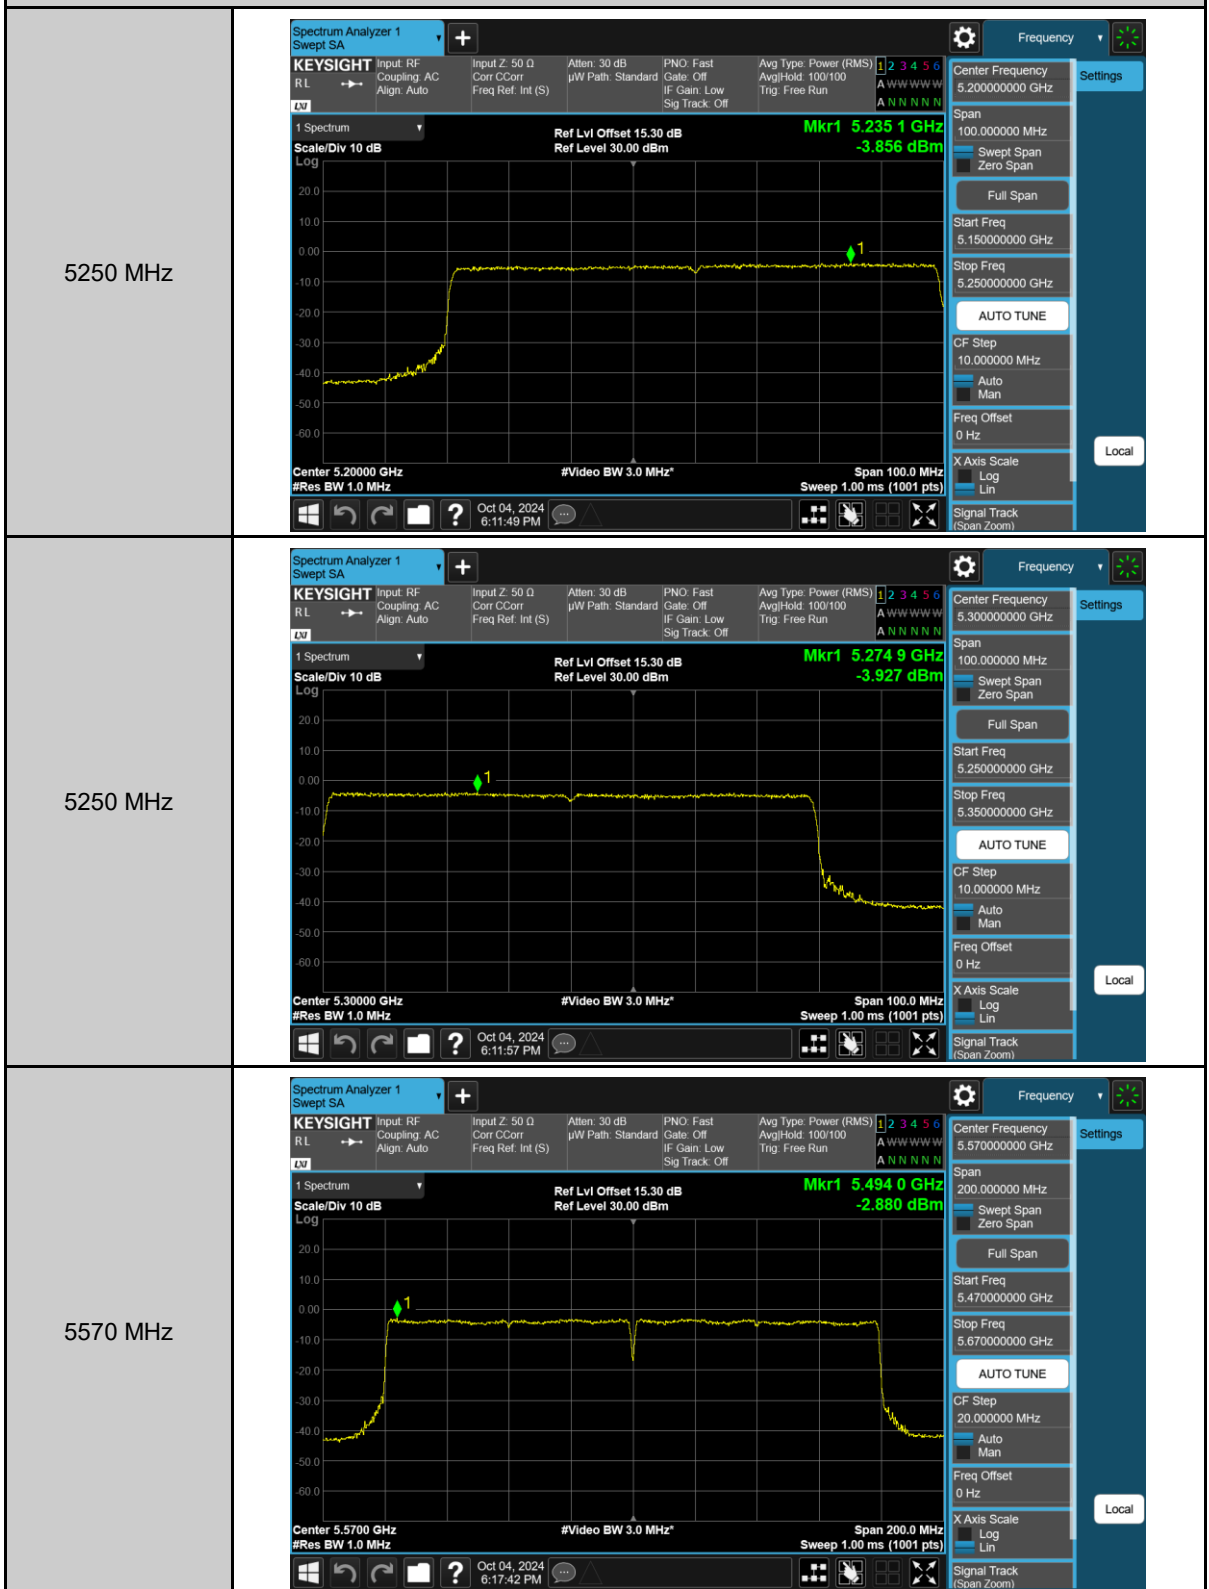 5250 MHz
Spectrum Analyzer 1
Swept SA
Frequency
KEYSIGHT
RL
LXI
Input: RF
Coupling: AC
Align: Auto
Input Z: 50 Ω
Corr CCorr
Freq Ref: Int (S)
Atten: 30 dB
µW Path: Standard
PNO: Fast
Gate: Off
IF Gain: Low
Sig Track: Off
Avg Type: Power (RMS)
Avg|Hold: 100/100
Trig: Free Run
1 2 3 4 5 6
A W W W W W
A N N N N N
1 Spectrum
Scale/Div 10 dB
Log
Ref Lvl Offset 15.30 dB
Ref Level 30.00 dBm
Mkr1 5.235 1 GHz
-3.856 dBm
20.0
10.0
0.00
-10.0
-20.0
-30.0
-40.0
-50.0
-60.0
1
Center 5.20000 GHz
#Res BW 1.0 MHz
#Video BW 3.0 MHz*
Span 100.0 MHz
Sweep 1.00 ms (1001 pts)
Oct 04, 2024
6:11:49 PM
Center Frequency
5.200000000 GHz
Settings
Span
100.000000 MHz
Swept Span
Zero Span
Full Span
Start Freq
5.150000000 GHz
Stop Freq
5.250000000 GHz
AUTO TUNE
CF Step
10.000000 MHz
Auto
Man
Freq Offset
0 Hz
X Axis Scale
Log
Lin
Local
Signal Track
(Span Zoom)
5250 MHz
Spectrum Analyzer 1
Swept SA
Frequency
KEYSIGHT
RL
LXI
Input: RF
Coupling: AC
Align: Auto
Input Z: 50 Ω
Corr CCorr
Freq Ref: Int (S)
Atten: 30 dB
µW Path: Standard
PNO: Fast
Gate: Off
IF Gain: Low
Sig Track: Off
Avg Type: Power (RMS)
Avg|Hold: 100/100
Trig: Free Run
1 2 3 4 5 6
A W W W W W
A N N N N N
1 Spectrum
Scale/Div 10 dB
Log
Ref Lvl Offset 15.30 dB
Ref Level 30.00 dBm
Mkr1 5.274 9 GHz
-3.927 dBm
20.0
10.0
0.00
-10.0
-20.0
-30.0
-40.0
-50.0
-60.0
1
Center 5.30000 GHz
#Res BW 1.0 MHz
#Video BW 3.0 MHz*
Span 100.0 MHz
Sweep 1.00 ms (1001 pts)
Oct 04, 2024
6:11:57 PM
Center Frequency
5.300000000 GHz
Settings
Span
100.000000 MHz
Swept Span
Zero Span
Full Span
Start Freq
5.250000000 GHz
Stop Freq
5.350000000 GHz
AUTO TUNE
CF Step
10.000000 MHz
Auto
Man
Freq Offset
0 Hz
X Axis Scale
Log
Lin
Local
Signal Track
(Span Zoom)
5570 MHz
Spectrum Analyzer 1
Swept SA
Frequency
KEYSIGHT
RL
LXI
Input: RF
Coupling: AC
Align: Auto
Input Z: 50 Ω
Corr CCorr
Freq Ref: Int (S)
Atten: 30 dB
µW Path: Standard
PNO: Fast
Gate: Off
IF Gain: Low
Sig Track: Off
Avg Type: Power (RMS)
Avg|Hold: 100/100
Trig: Free Run
1 2 3 4 5 6
A W W W W W
A N N N N N
1 Spectrum
Scale/Div 10 dB
Log
Ref Lvl Offset 15.30 dB
Ref Level 30.00 dBm
Mkr1 5.494 0 GHz
-2.880 dBm
20.0
10.0
0.00
-10.0
-20.0
-30.0
-40.0
-50.0
-60.0
1
Center 5.5700 GHz
#Res BW 1.0 MHz
#Video BW 3.0 MHz*
Span 200.0 MHz
Sweep 1.00 ms (1001 pts)
Oct 04, 2024
6:17:42 PM
Center Frequency
5.570000000 GHz
Settings
Span
200.000000 MHz
Swept Span
Zero Span
Full Span
Start Freq
5.470000000 GHz
Stop Freq
5.670000000 GHz
AUTO TUNE
CF Step
20.000000 MHz
Auto
Man
Freq Offset
0 Hz
X Axis Scale
Log
Lin
Local
Signal Track
(Span Zoom)